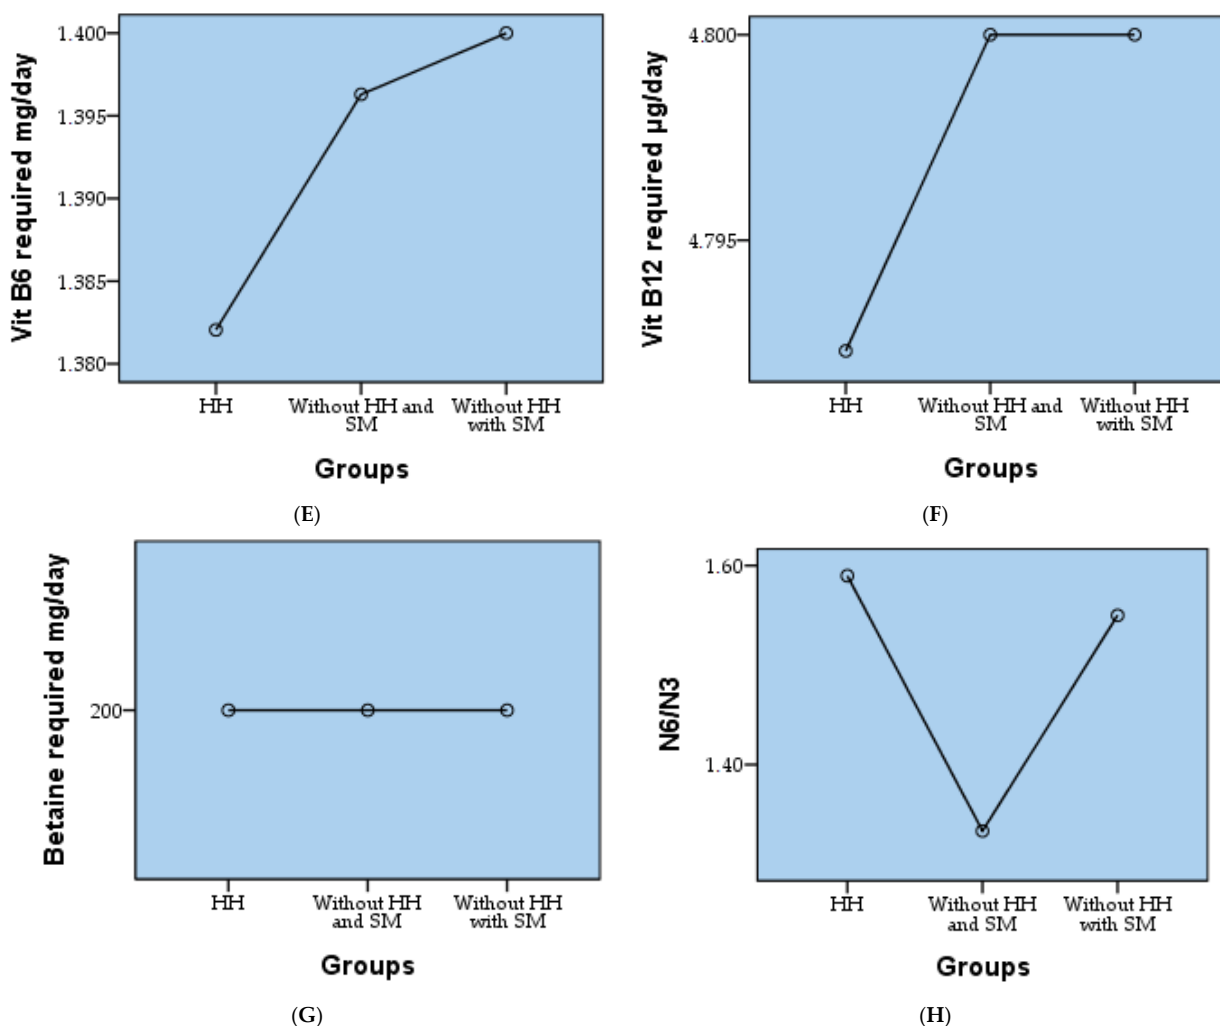 Vit B6 required mg/day
1.400
1.395
1.390
1.385
1.380
HH
Without HH and
SM
Without HH
with SM
Groups
(E)
Vit B12 required µg/day
4.800
4.795
HH
Without HH and
SM
Without HH
with SM
Groups
(F)
Betaine required mg/day
200
HH
Without HH
and SM
Without HH
with SM
Groups
(G)
N6/N3
1.60
1.40
HH
Without HH
and SM
Without HH
with SM
Groups
(H)